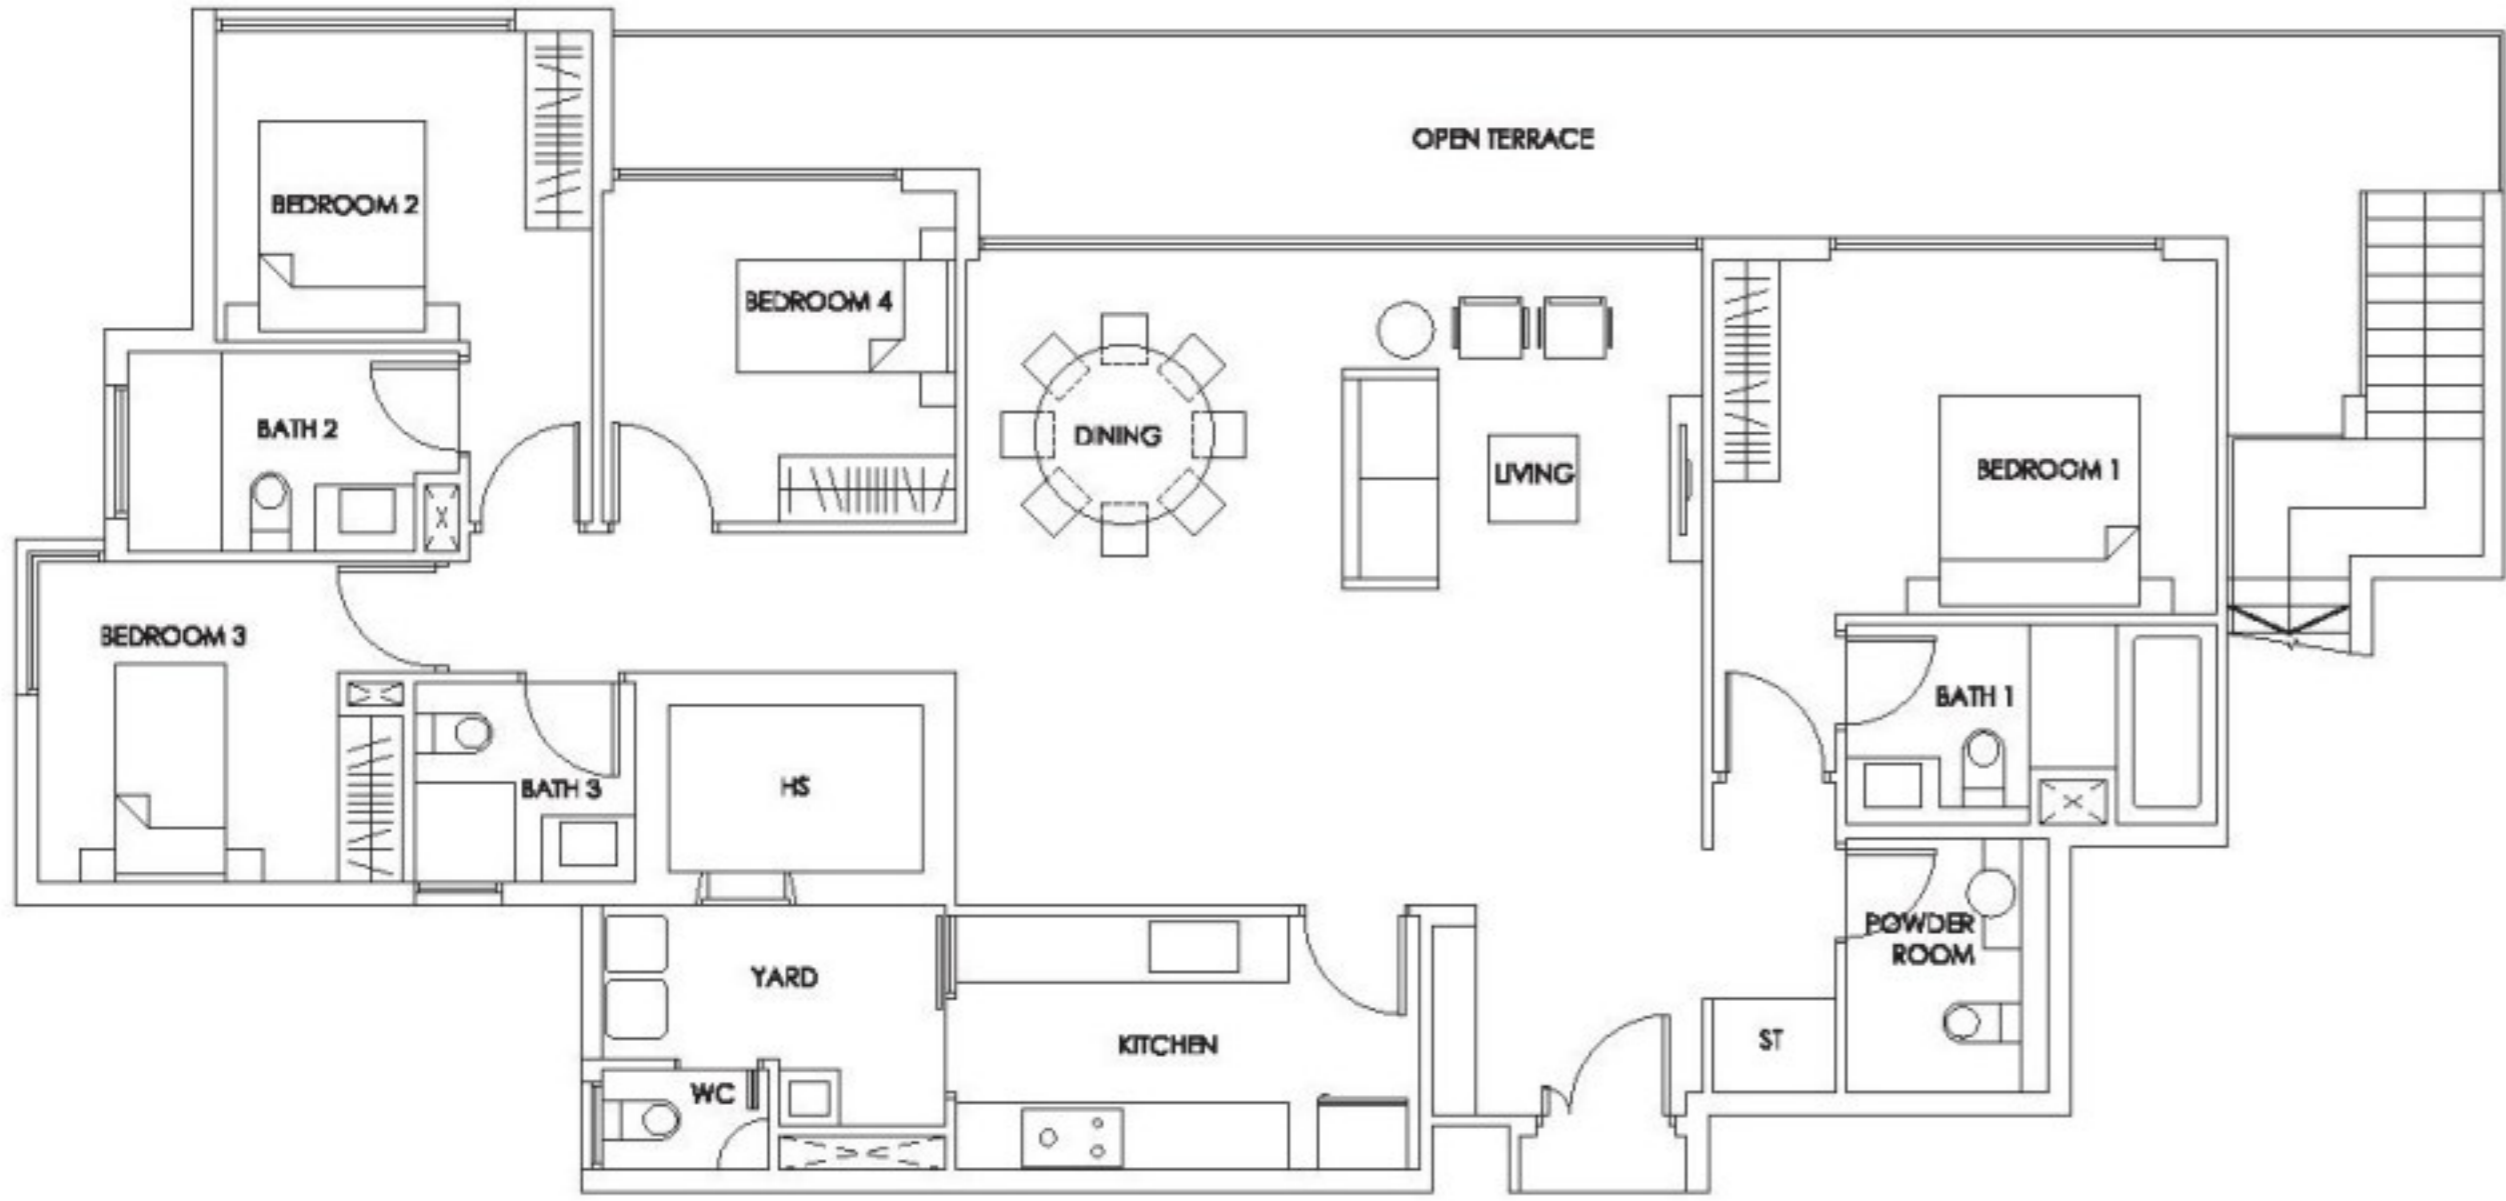 OPEN TERRACE
BEDROOM 2
BEDROOM 4
BATH 2
DINING
LIVING
BEDROOM 1
BEDROOM 3
BATH 1
BATH 3
HS
POWDER
ROOM
YARD
KITCHEN
ST
WC